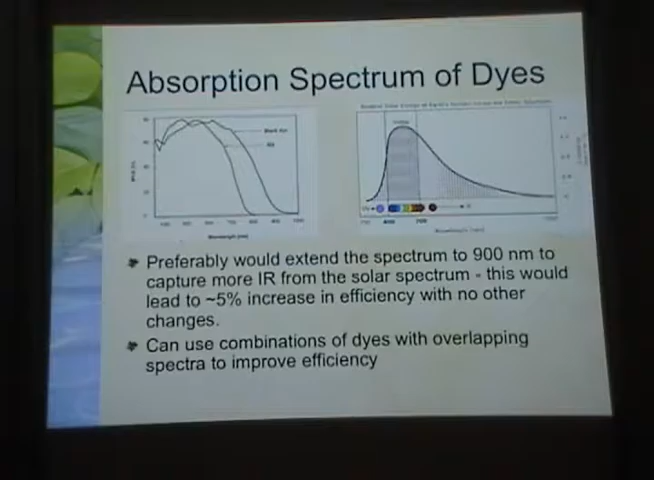 Absorption Spectrum of Dyes
Preferably would extend the spectrum to 900 nm to
capture more IR from the solar spectrum - this would
lead to ~5% increase in efficiency with no other
changes.
Can use combinations of dyes with overlapping
spectra to improve efficiency